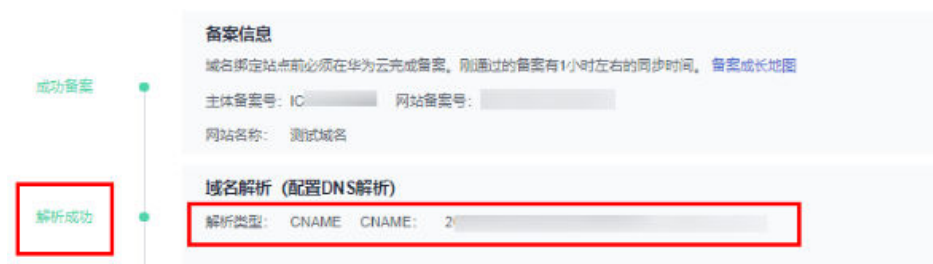 备案信息
域名绑定站点前必须在华为云完成备案。刚通过的备案有1小时左右的同步时间。 备案成长地图
成功备案
主体备案号: IC 网站备案号:
网站名称: 测试域名
域名解析 (配置DNS解析)
解析成功
解析类型: CNAME CNAME: 2